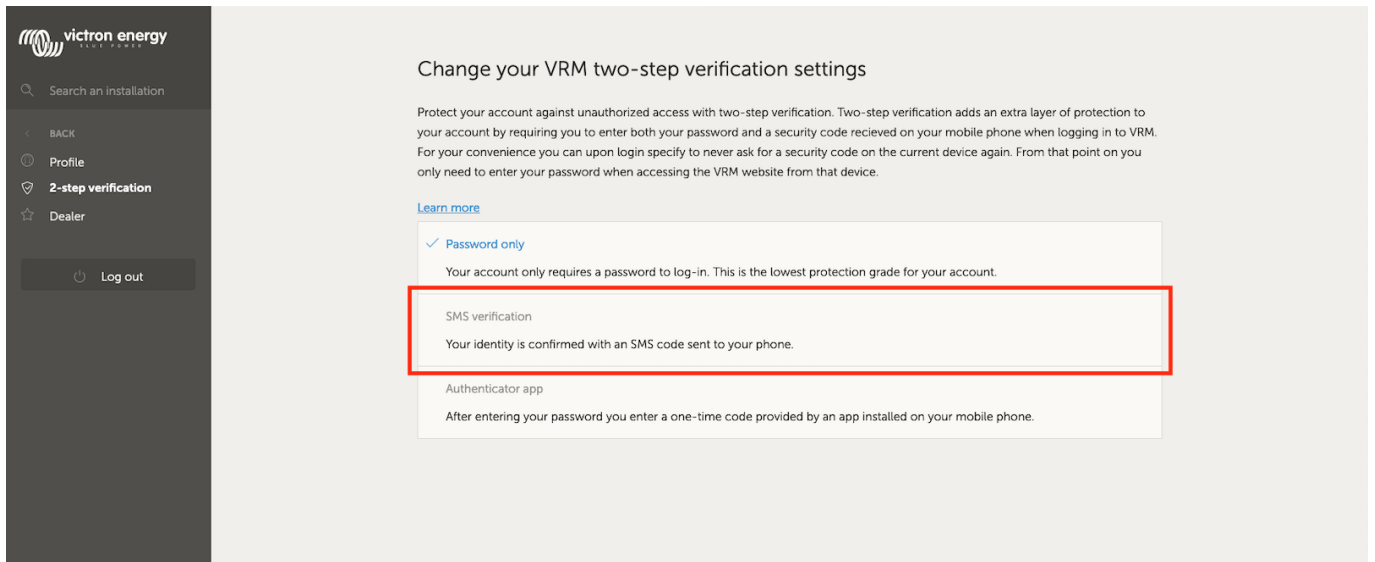 victron energy
BLUE POWER
Search an installation
BACK
Profile
2-step verification
Dealer
Log out
Change your VRM two-step verification settings
Protect your account against unauthorized access with two-step verification. Two-step verification adds an extra layer of protection to
your account by requiring you to enter both your password and a security code recieved on your mobile phone when logging in to VRM.
For your convenience you can upon login specify to never ask for a security code on the current device again. From that point on you
only need to enter your password when accessing the VRM website from that device.
Learn more
Password only
Your account only requires a password to log-in. This is the lowest protection grade for your account.
SMS verification
Your identity is confirmed with an SMS code sent to your phone.
Authenticator app
After entering your password you enter a one-time code provided by an app installed on your mobile phone.